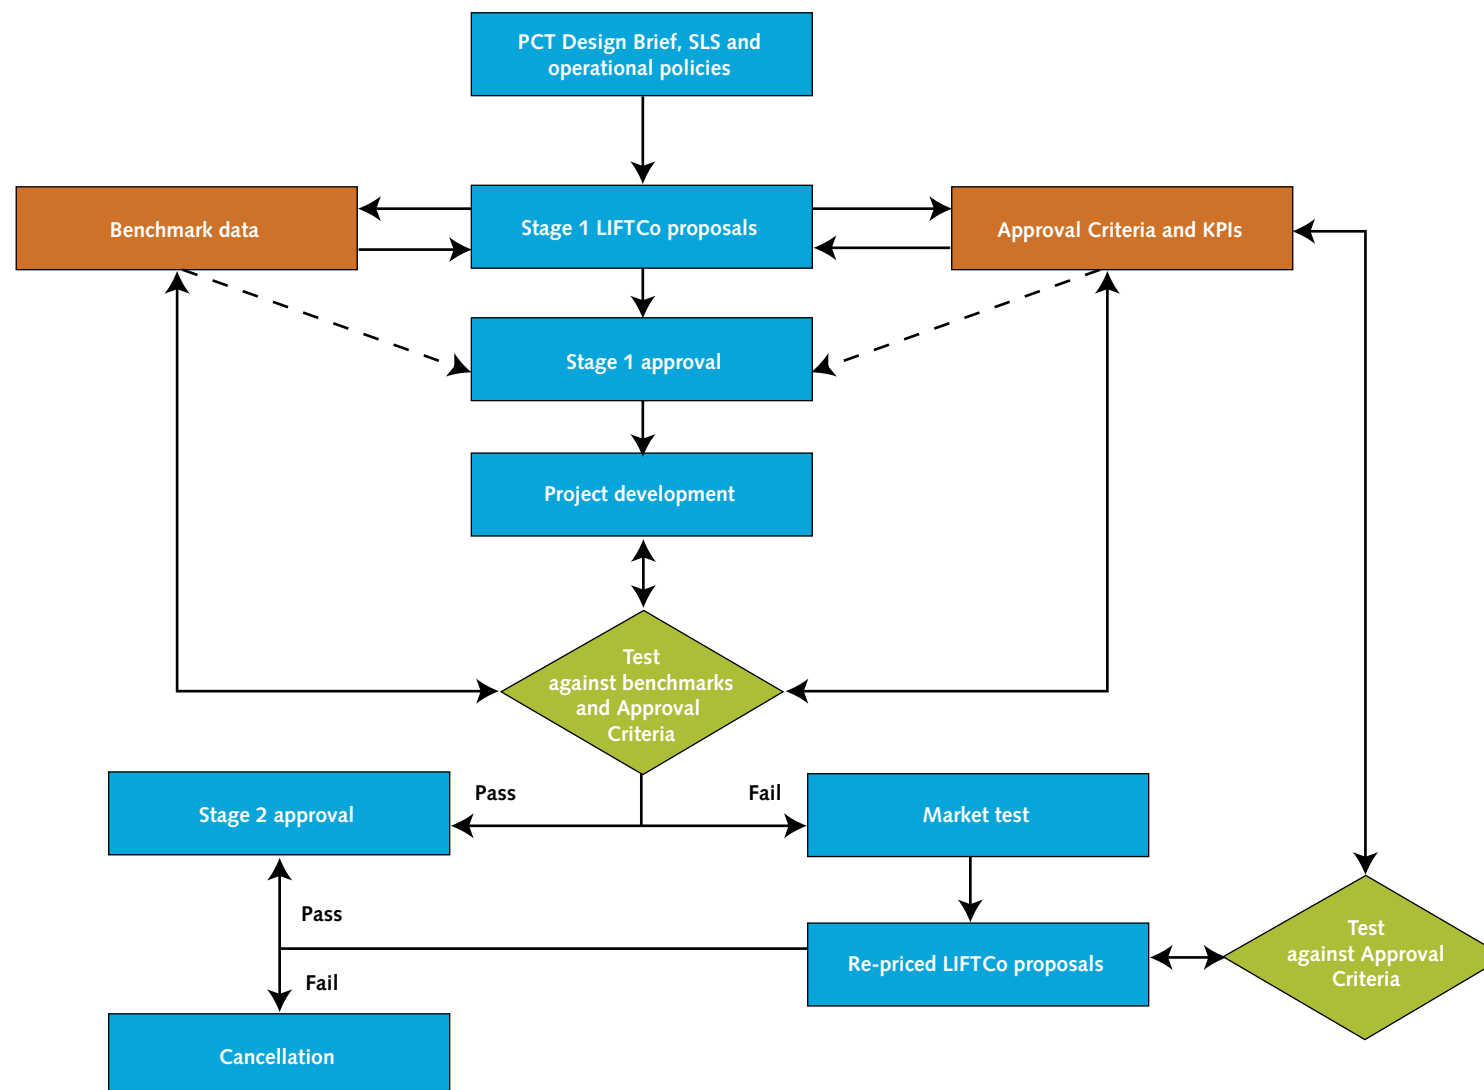 PCT Design Brief, SLS and
operational policies
Benchmark data
Stage 1 LIFTCo proposals
Approval Criteria and KPIs
Stage 1 approval
Project development
Test
against benchmarks
and Approval
Criteria
Pass
Fail
Stage 2 approval
Market test
Pass
Re-priced LIFTCo proposals
Test
against Approval
Criteria
Fail
Cancellation